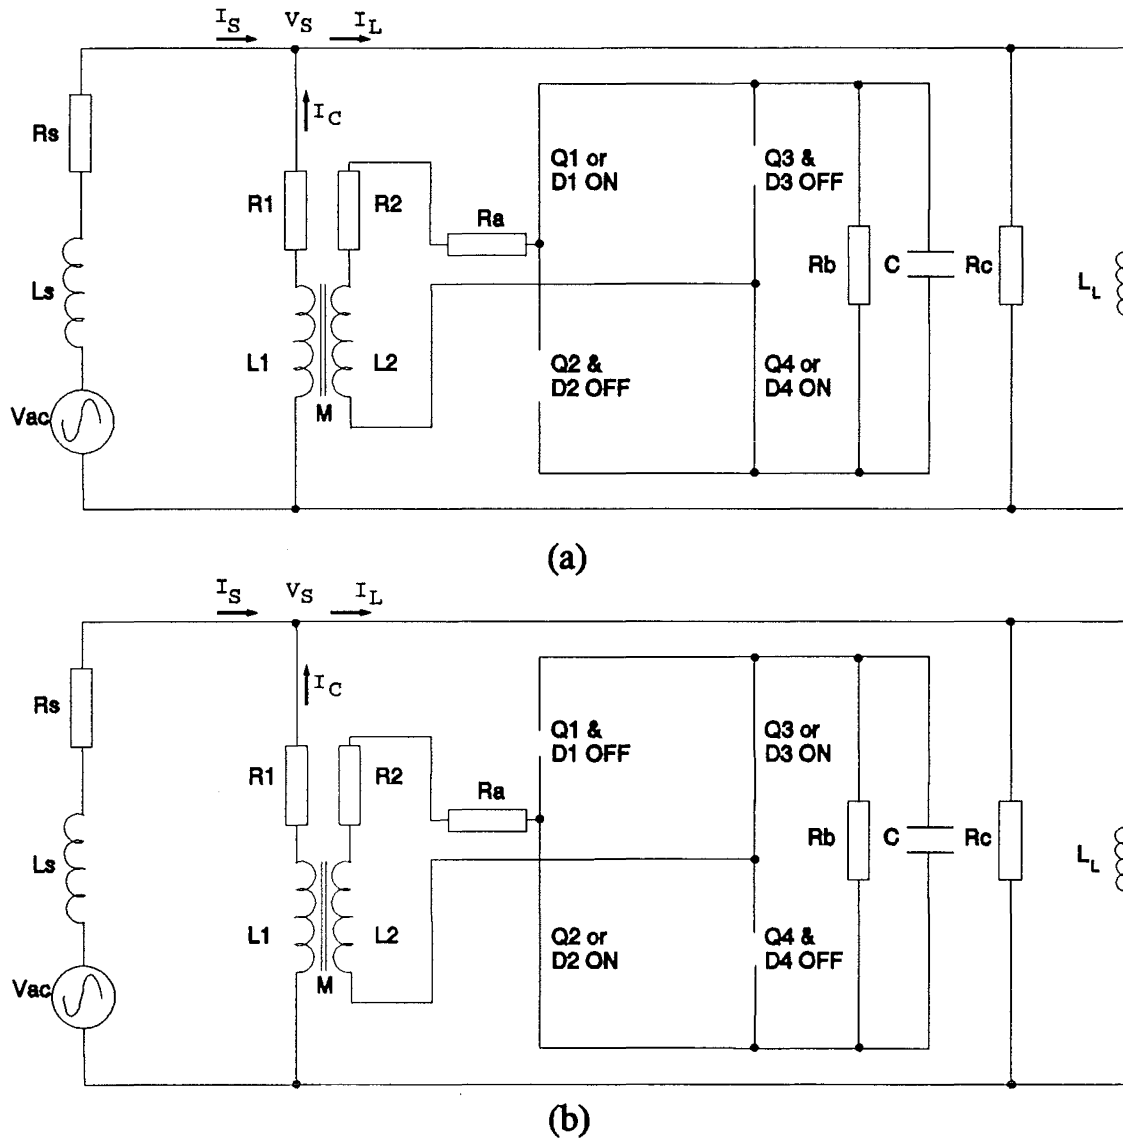 I_S V_S I_L
I_C
Rs
Q1 or
D1 ON
Q3 &
D3 OFF
R1
R2
Ra
Ls
Rb
C
Rc
L_L
L1
L2
Q2 &
D2 OFF
Q4 or
D4 ON
Vac
M
(a)
I_S V_S I_L
I_C
Rs
Q1 &
D1 OFF
Q3 or
D3 ON
R1
R2
Ra
Ls
Rb
C
Rc
L_L
L1
L2
Q2 or
D2 ON
Q4 &
D4 OFF
Vac
M
(b)